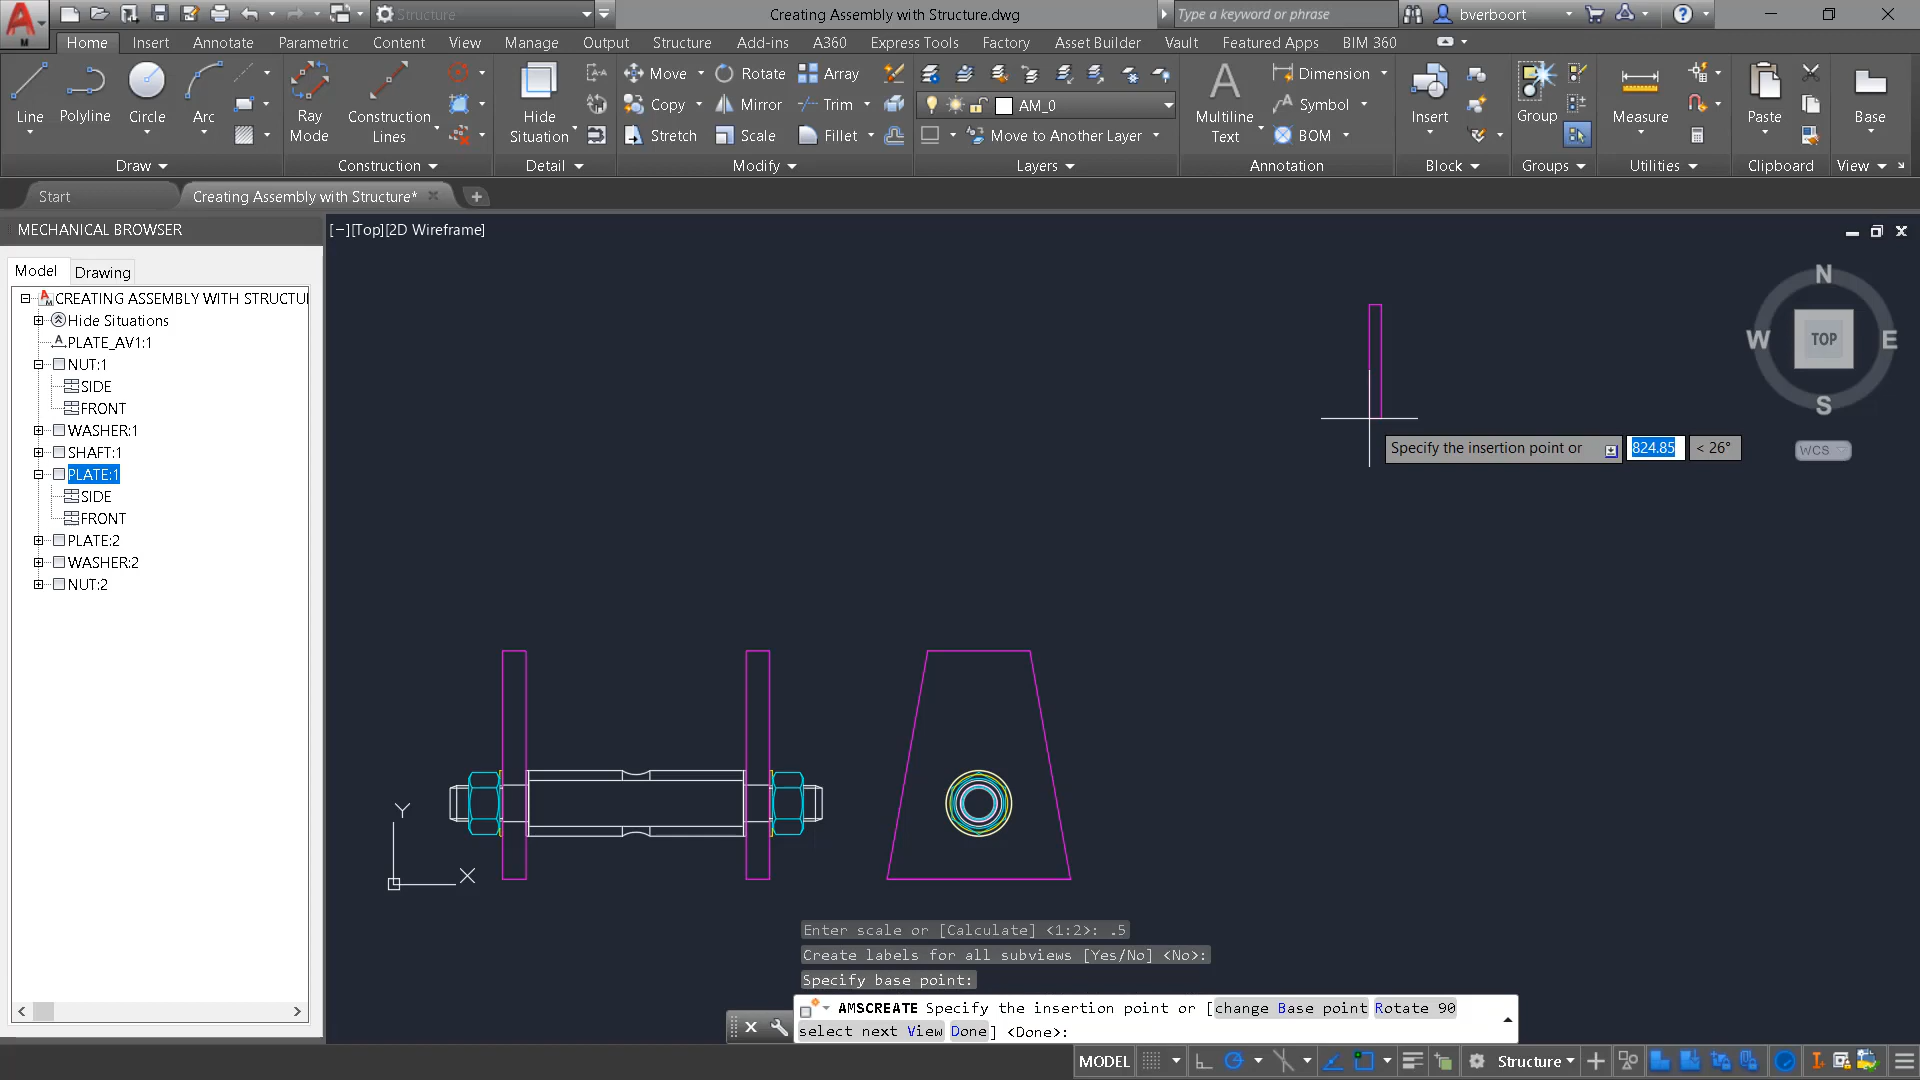 Structure
Creating Assembly with Structure.dwg
Type a keyword or phrase
bverboort
M
Home Insert Annotate Parametric Content View Manage Output Structure Add-ins A360 Express Tools Factory Asset Builder Vault Featured Apps BIM 360
Line
Polyline
Circle
Arc
Draw
Ray Mode
Construction Lines
Construction
Hide Situation
Detail
Move Rotate Array
Copy Mirror Trim
Stretch Scale Fillet
Modify
AM_0
Move to Another Layer
Layers
Multiline Text
Dimension
Symbol
BOM
Annotation
Insert
Block
Group
Groups
Measure
Utilities
Paste
Clipboard
Base
View
Start
Creating Assembly with Structure*
MECHANICAL BROWSER
Model Drawing
CREATING ASSEMBLY WITH STRUCTU
Hide Situations
PLATE_AV1:1
NUT:1
SIDE
FRONT
WASHER:1
SHAFT:1
PLATE:1
SIDE
FRONT
PLATE:2
WASHER:2
NUT:2
[−][Top][2D Wireframe]
N
W TOP E
S
WCS
Specify the insertion point or 824.85 < 26°
Y
X
Enter scale or [Calculate] <1:2>: .5
Create labels for all subviews [Yes/No] <No>:
Specify base point:
AMSCREATE Specify the insertion point or [change Base point Rotate 90
select next View Done] <Done>:
MODEL
Structure